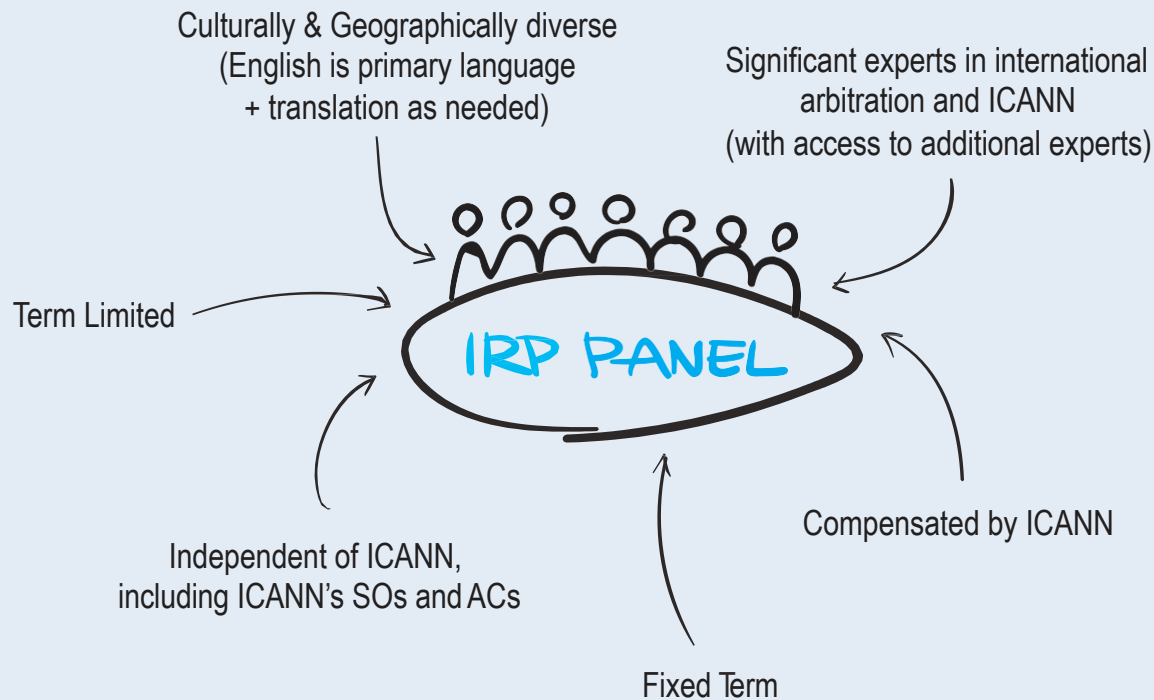 Culturally & Geographically diverse
(English is primary language
+ translation as needed)
Significant experts in international
arbitration and ICANN
(with access to additional experts)
Term Limited
IRP PANEL
Compensated by ICANN
Independent of ICANN,
including ICANN’s SOs and ACs
Fixed Term